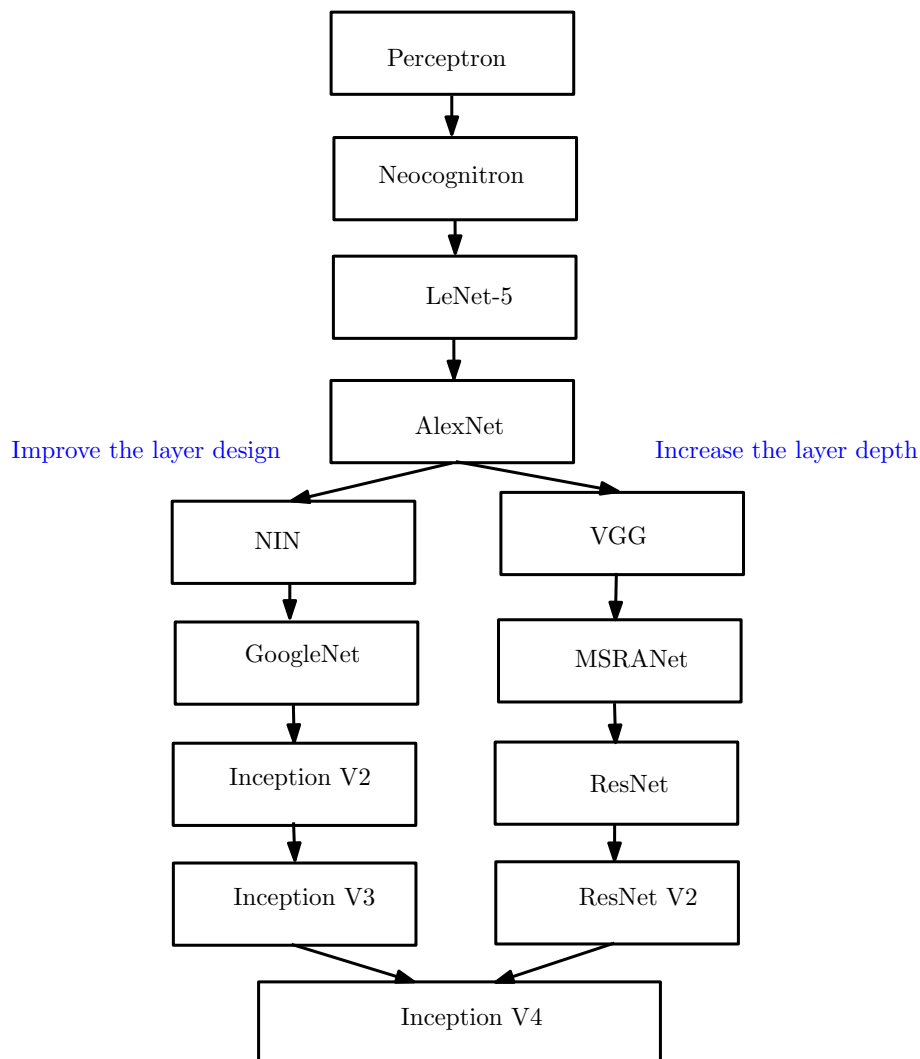 Perceptron
Neocognitron
LeNet-5
AlexNet
Improve the layer design
Increase the layer depth
NIN
VGG
GoogleNet
MSRANet
Inception V2
ResNet
Inception V3
ResNet V2
Inception V4